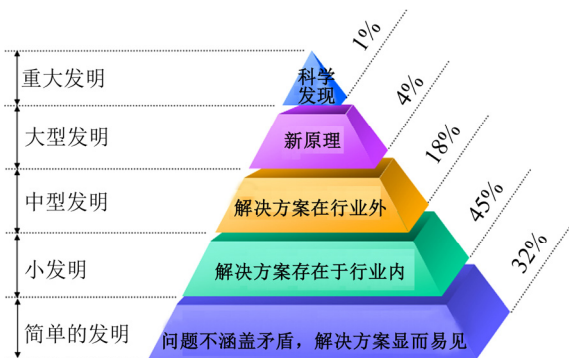 重大发明
科学
发现
1%
大型发明
新原理
4%
中型发明
解决方案在行业外
18%
小发明
解决方案存在于行业内
45%
简单的发明
问题不涵盖矛盾，解决方案显而易见
32%